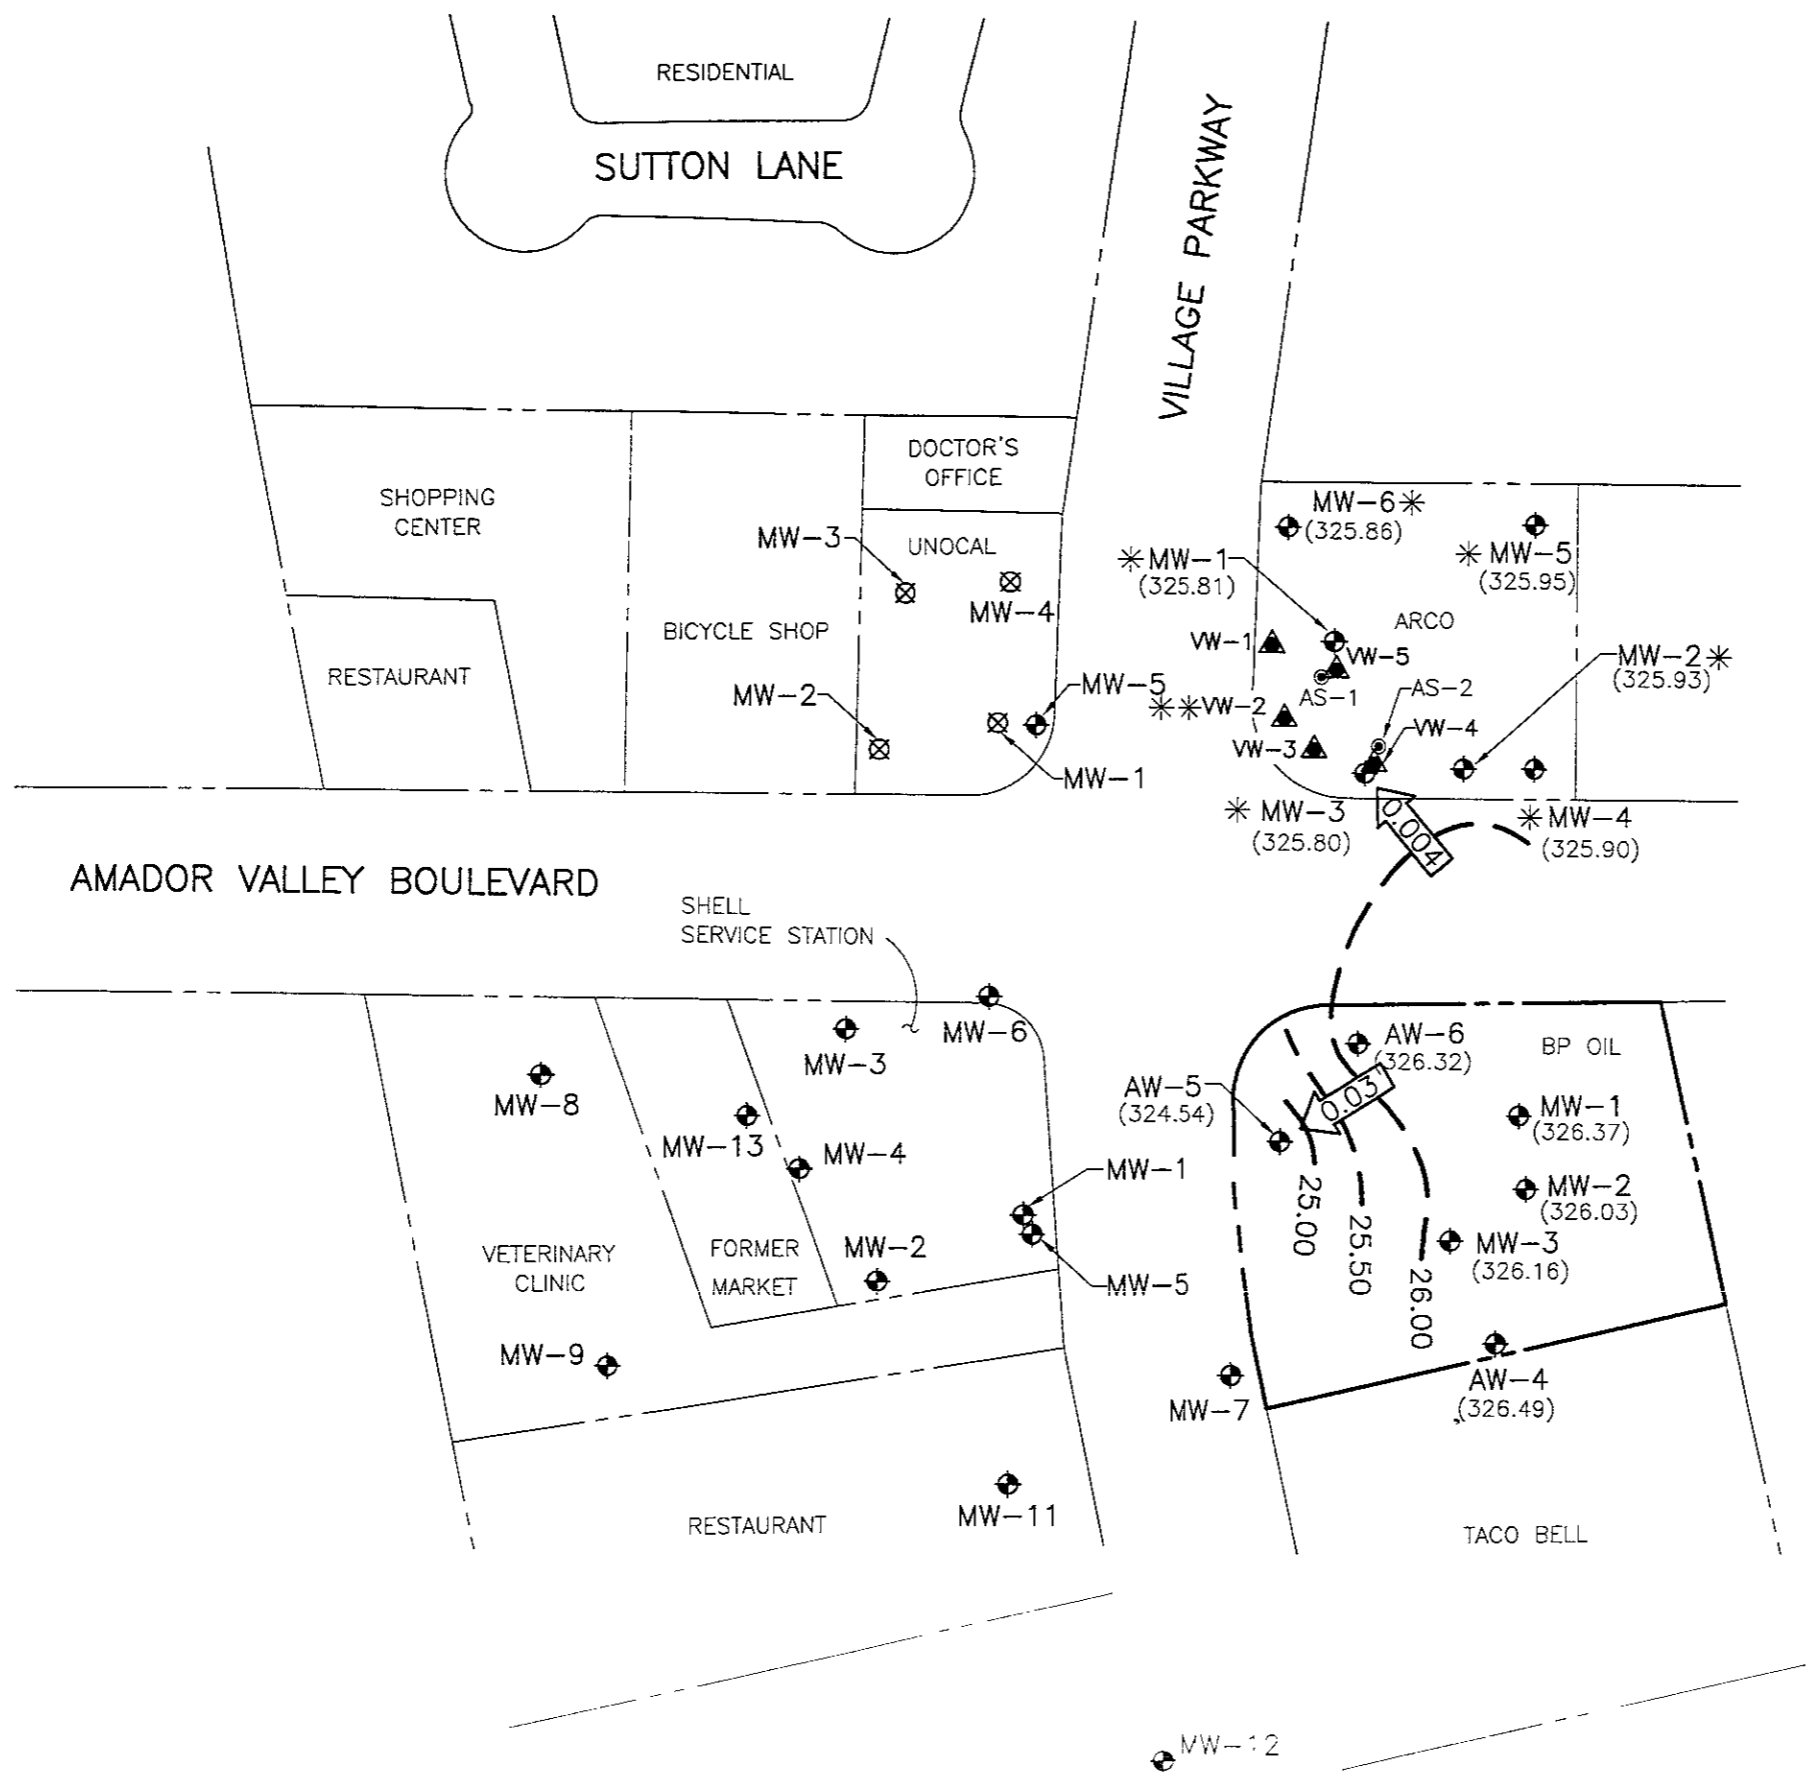 RESIDENTIAL
SUTTON LANE
VILLAGE PARKWAY
DOCTOR'S
OFFICE
SHOPPING
CENTER
MW-6*
(325.86)
MW-3
UNOCAL
*MW-1
(325.81)
* MW-5
(325.95)
MW-4
ARCO
BICYCLE SHOP
VW-1
VW-5
MW-2*
(325.93)
RESTAURANT
MW-2
MW-5
**VW-2
AS-1
AS-2
VW-4
VW-3
MW-1
* MW-3
(325.80)
0.004
* MW-4
(325.90)
AMADOR VALLEY BOULEVARD
SHELL
SERVICE STATION
MW-6
MW-3
AW-6
(326.32)
BP OIL
MW-8
AW-5
(324.54)
0.03
MW-1
(326.37)
MW-13
MW-4
MW-1
MW-2
(326.03)
25.00
25.50
26.00
MW-3
(326.16)
VETERINARY
CLINIC
FORMER
MARKET
MW-2
MW-5
MW-9
MW-7
AW-4
(326.49)
MW-11
RESTAURANT
TACO BELL
MW-12